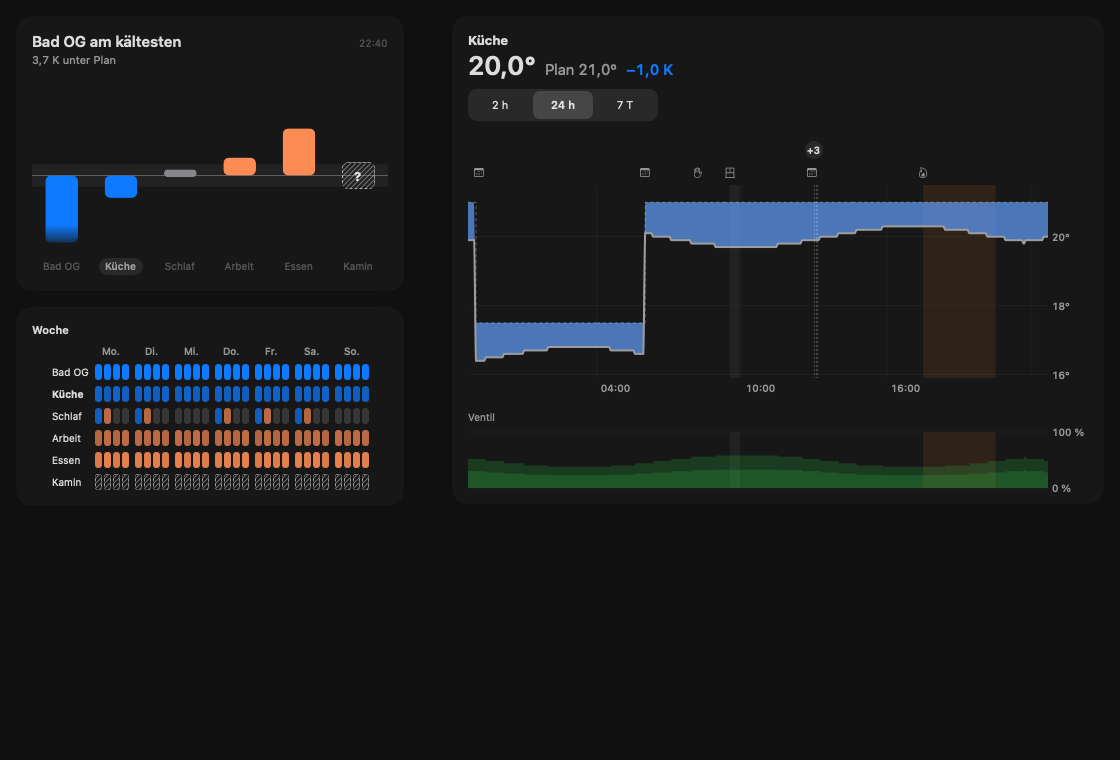 Bad OG am kältesten
22:40
3,7 K unter Plan
?
Bad OG Küche Schlaf Arbeit Essen Kamin
Woche
Mo. Di. Mi. Do. Fr. Sa. So.
Bad OG
Küche
Schlaf
Arbeit
Essen
Kamin
Küche
20,0° Plan 21,0° −1,0 K
2 h 24 h 7 T
+3
20°
18°
16°
04:00 10:00 16:00
Ventil
100 %
0 %